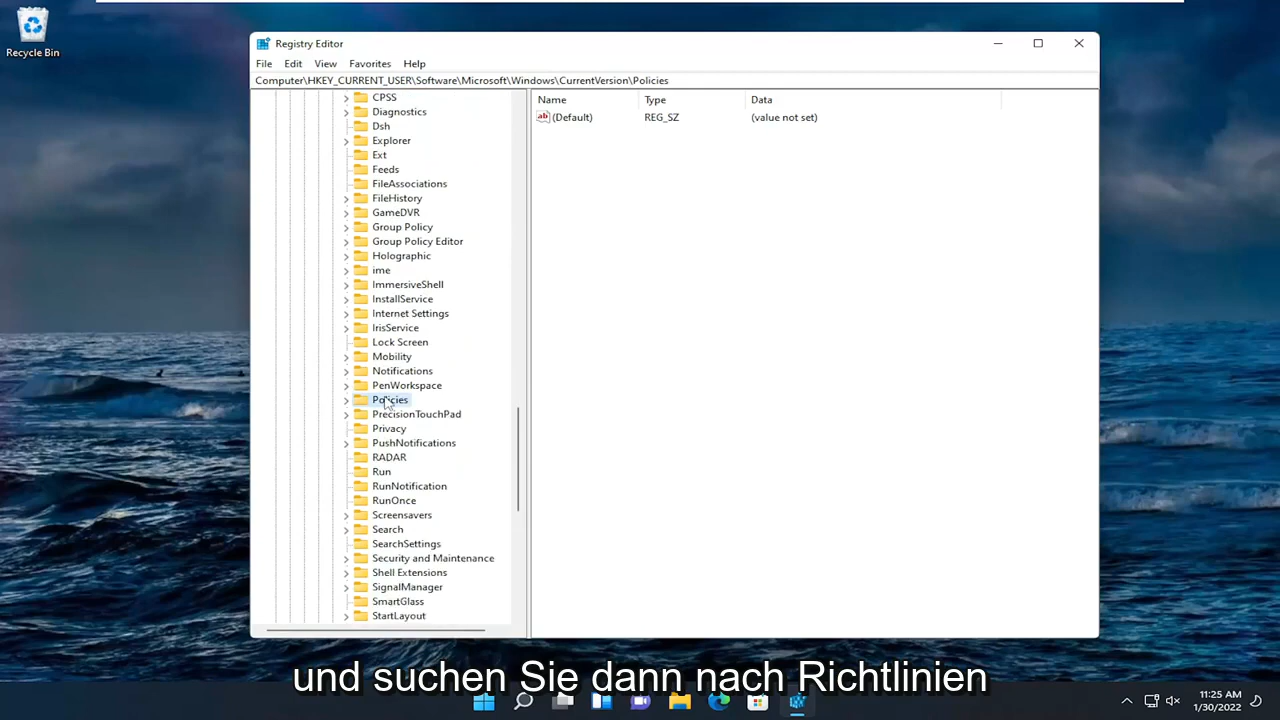 Recycle Bin
Registry Editor
File Edit View Favorites Help
Computer\HKEY_CURRENT_USER\Software\Microsoft\Windows\CurrentVersion\Policies
CPSS
Diagnostics
Dsh
Explorer
Ext
Feeds
FileAssociations
FileHistory
GameDVR
Group Policy
Group Policy Editor
Holographic
ime
ImmersiveShell
InstallService
Internet Settings
IrisService
Lock Screen
Mobility
Notifications
PenWorkspace
Policies
PrecisionTouchPad
Privacy
PushNotifications
RADAR
Run
RunNotification
RunOnce
Screensavers
Search
SearchSettings
Security and Maintenance
Shell Extensions
SignalManager
SmartGlass
StartLayout
Name Type Data
ab (Default) REG_SZ (value not set)
und suchen Sie dann nach Richtlinien
11:25 AM
1/30/2022